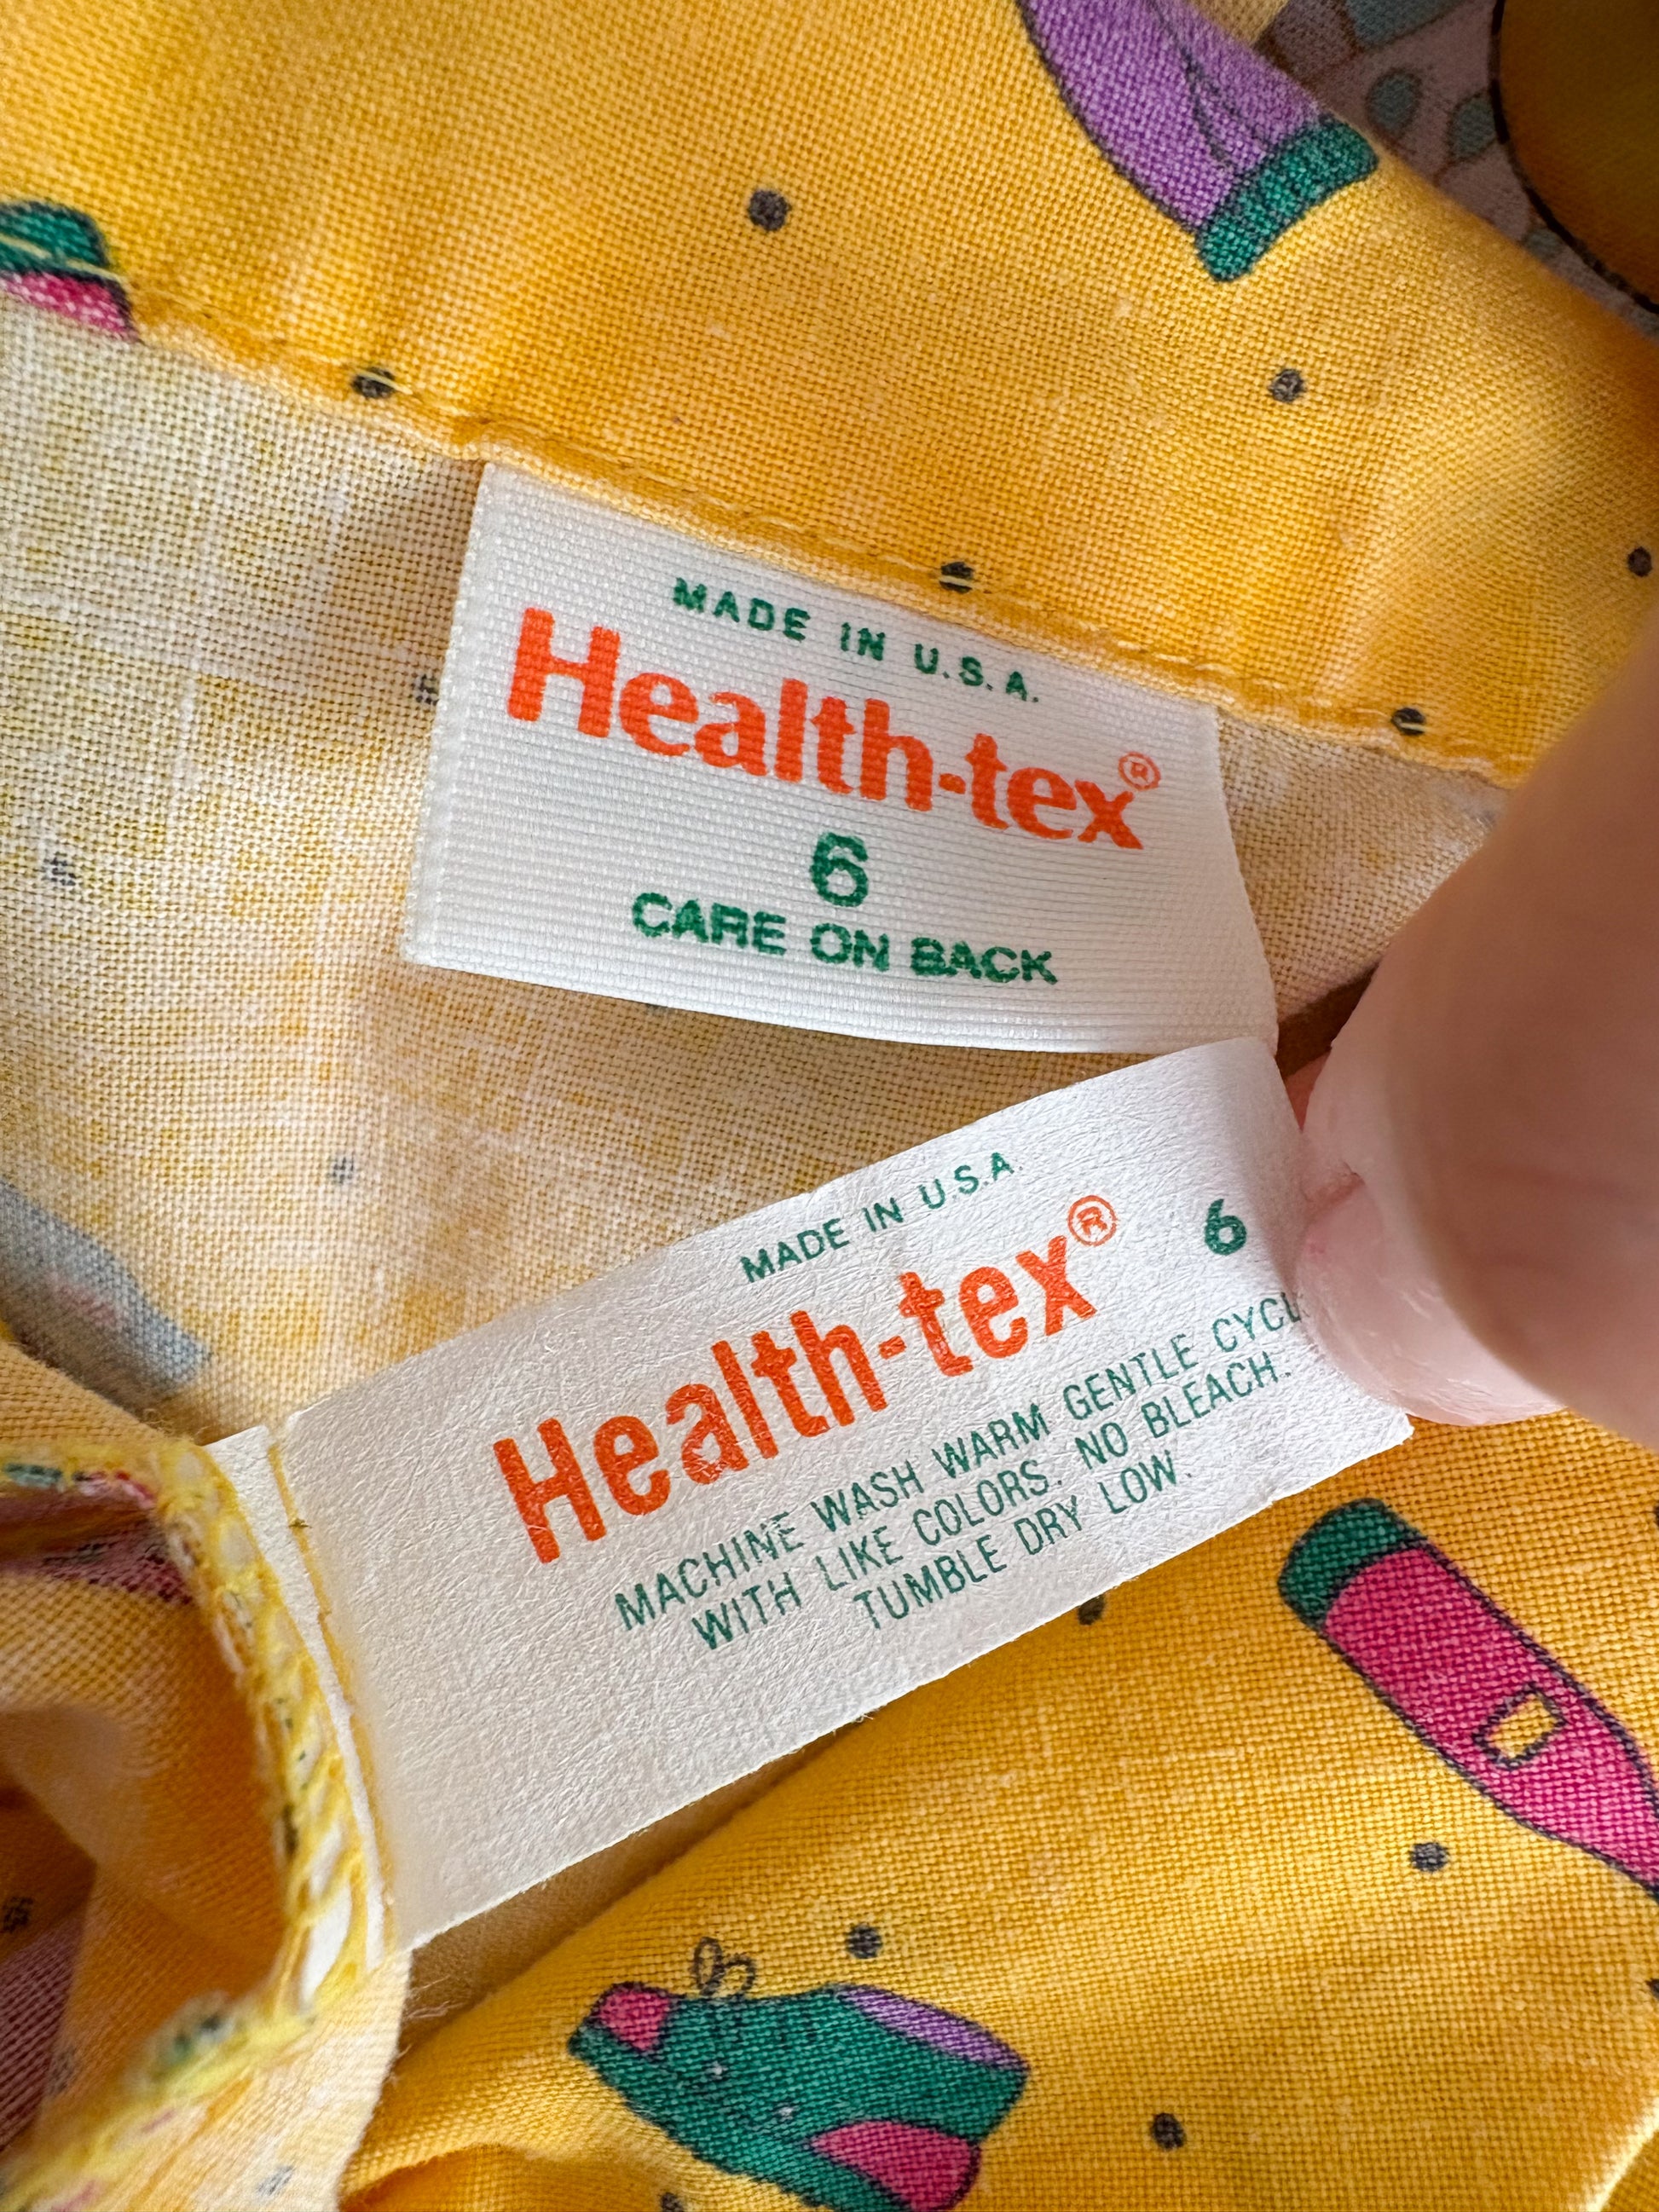 MADE IN U.S.A.
Health-tex®
6
CARE ON BACK
MADE IN U.S.A.
Health-tex® 6
MACHINE WASH WARM GENTLE
WITH LIKE COLORS. NO BLEACH.
TUMBLE DRY LOW.